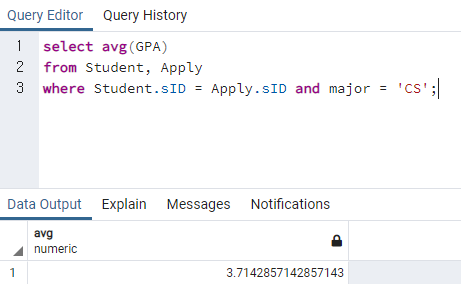 Query Editor Query History
1 select avg(GPA)
2 from Student, Apply
3 where Student.sID = Apply.sID and major = 'CS';
Data Output Explain Messages Notifications
avg
numeric
1 3.7142857142857143